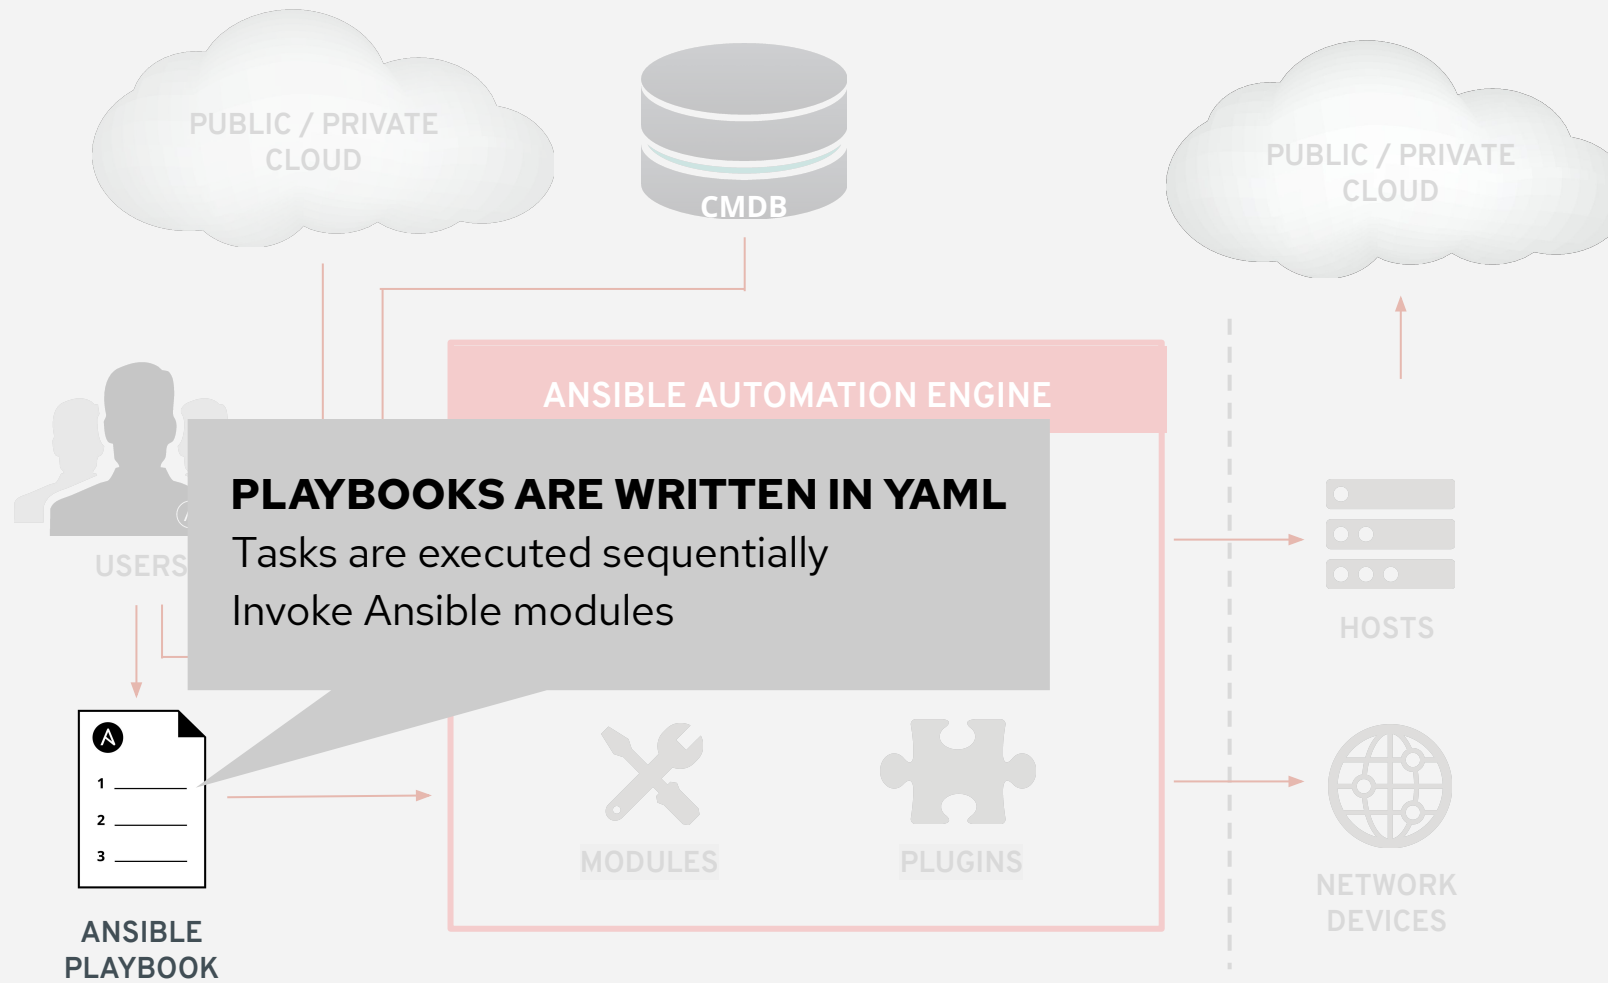 PUBLIC / PRIVATE
CLOUD
CMDB
PUBLIC / PRIVATE
CLOUD
ANSIBLE AUTOMATION ENGINE
USERS
PLAYBOOKS ARE WRITTEN IN YAML
Tasks are executed sequentially
Invoke Ansible modules
HOSTS
1
2
3
MODULES
PLUGINS
NETWORK
DEVICES
ANSIBLE
PLAYBOOK